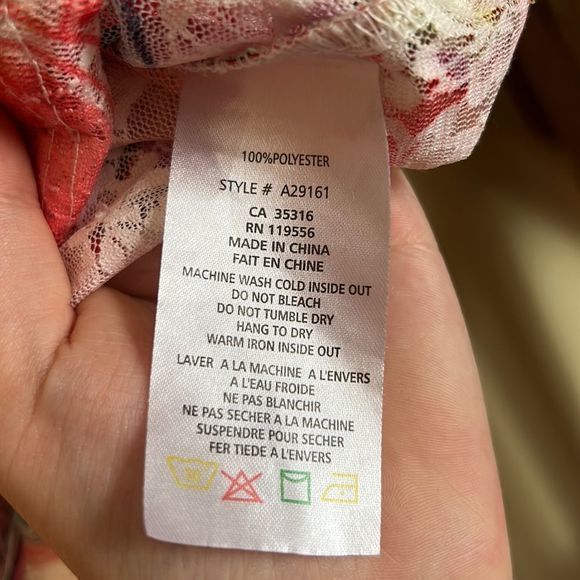 100%POLYESTER
STYLE # A29161
CA 35316
RN 119556
MADE IN CHINA
FAIT EN CHINE
MACHINE WASH COLD INSIDE OUT
DO NOT BLEACH
DO NOT TUMBLE DRY
HANG TO DRY
WARM IRON INSIDE OUT
LAVER A LA MACHINE A L'ENVERS
A L'EAU FROIDE
NE PAS BLANCHIR
NE PAS SECHER A LA MACHINE
SUSPENDRE POUR SECHER
FER TIEDE A L'ENVERS